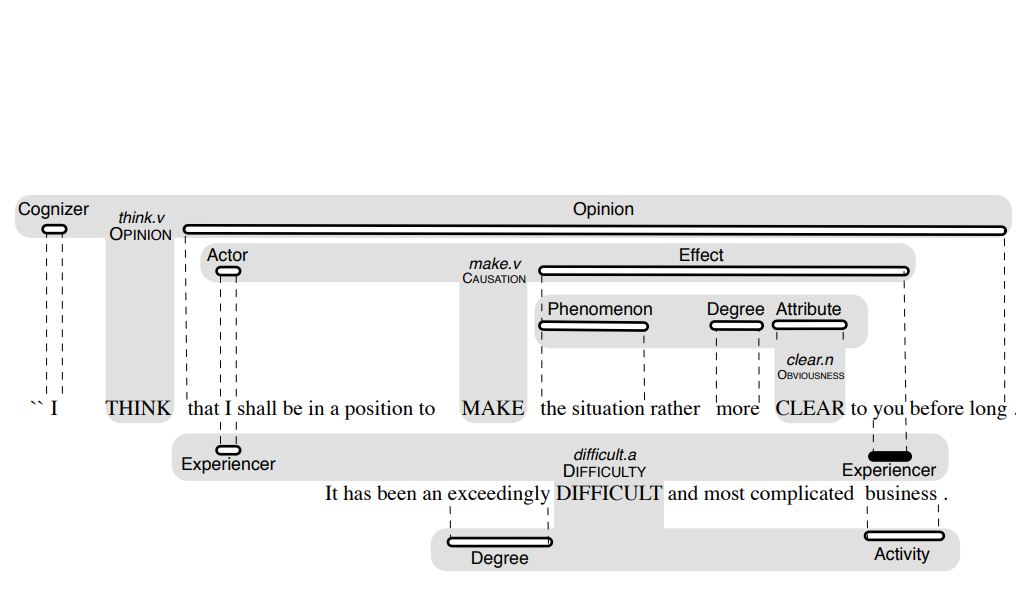 Cognizer Opinion
think.v
OPINION
Actor Effect
make.v
CAUSATION
Phenomenon Degree Attribute
clear.n
OBVIOUSNESS
`` I THINK that I shall be in a position to MAKE the situation rather more CLEAR to you before long .
Experiencer difficult.a Experiencer
DIFFICULTY
It has been an exceedingly DIFFICULT and most complicated business .
Degree Activity